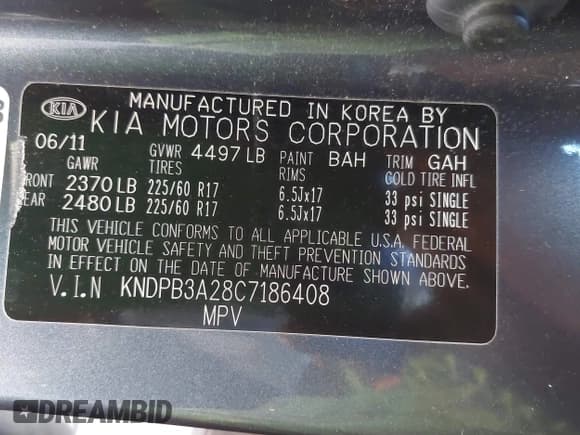 KIA
MANUFACTURED IN KOREA BY
KIA MOTORS CORPORATION
06/11 GVWR 4497 LB PAINT BAH TRIM GAH
GAWR TIRES RIMS COLD TIRE INFL
FRONT 2370 LB 225/60 R17 6.5Jx17 33 psi SINGLE
REAR 2480 LB 225/60 R17 6.5Jx17 33 psi SINGLE
THIS VEHICLE CONFORMS TO ALL APPLICABLE U.S.A. FEDERAL
MOTOR VEHICLE SAFETY AND THEFT PREVENTION STANDARDS
IN EFFECT ON THE DATE OF MANUFACTURE SHOWN ABOVE.
V.I.N KNDPB3A28C7186408
MPV
DREAMBID